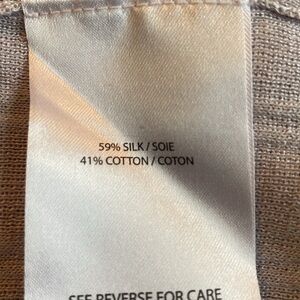 59% SILK / SOIE
41% COTTON / COTON
SEE REVERSE FOR CARE